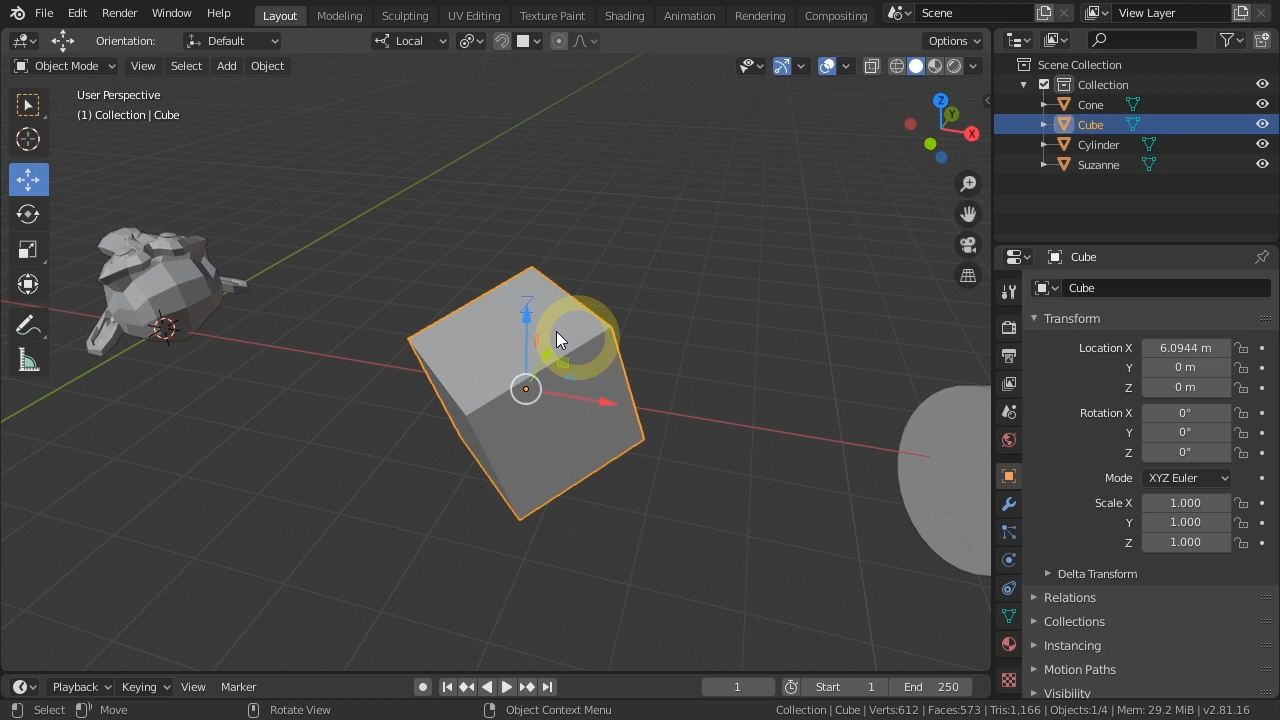 File Edit Render Window Help Layout Modeling Sculpting UV Editing Texture Paint Shading Animation Rendering Compositing Scene View Layer
Orientation: Default Local Options
Object Mode View Select Add Object
User Perspective
(1) Collection | Cube
Z
X
Y
Z
Scene Collection
Collection
Cone
Cube
Cylinder
Suzanne
Cube
Cube
Transform
Location X 6.0944 m
Y 0 m
Z 0 m
Rotation X 0°
Y 0°
Z 0°
Mode XYZ Euler
Scale X 1.000
Y 1.000
Z 1.000
Delta Transform
Relations
Collections
Instancing
Motion Paths
Visibility
Playback Keying View Marker 1 Start 1 End 250
Select Move Rotate View Object Context Menu Collection | Cube | Verts:612 | Faces:573 | Tris:1,166 | Objects:1/4 | Mem: 29.2 MiB | v2.81.16